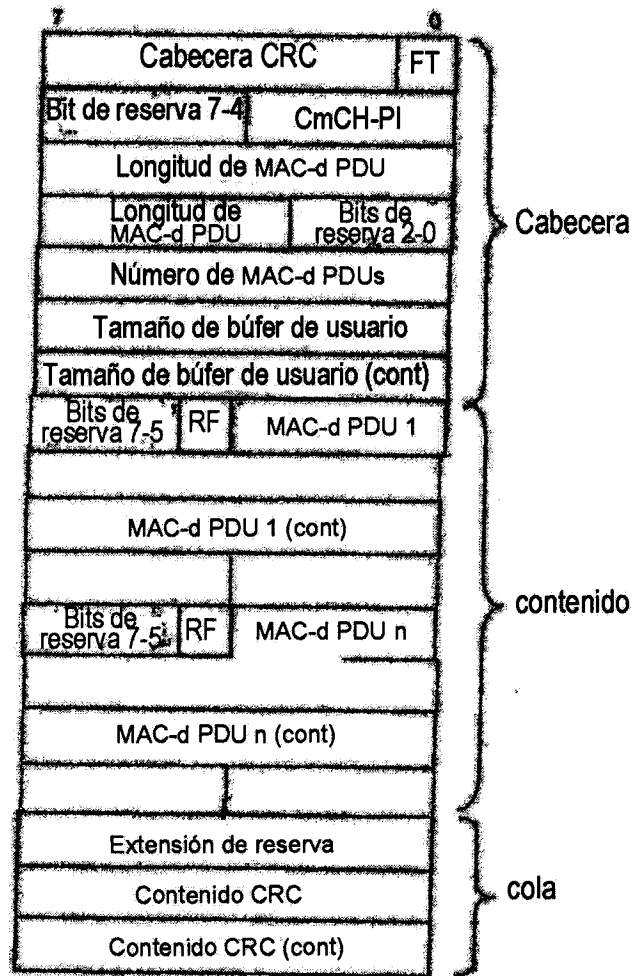 7 0
Cabecera CRC FT
Bit de reserva 7-4 CmCH-PI
Longitud de MAC-d PDU
Longitud de MAC-d PDU Bits de reserva 2-0
Cabecera
Número de MAC-d PDUs
Tamaño de búfer de usuario
Tamaño de búfer de usuario (cont)
Bits de reserva 7-5 RF MAC-d PDU 1
MAC-d PDU 1 (cont)
contenido
Bits de reserva 7-5 RF MAC-d PDU n
MAC-d PDU n (cont)
Extensión de reserva
Contenido CRC
cola
Contenido CRC (cont)